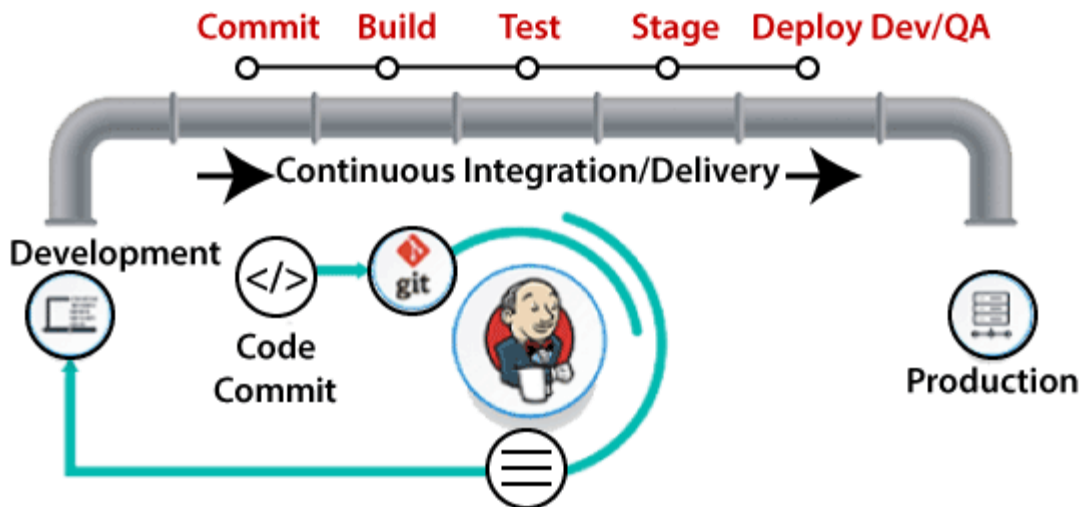 Commit Build Test Stage Deploy Dev/QA
Continuous Integration/Delivery
Development
</>
git
Code
Commit
Production